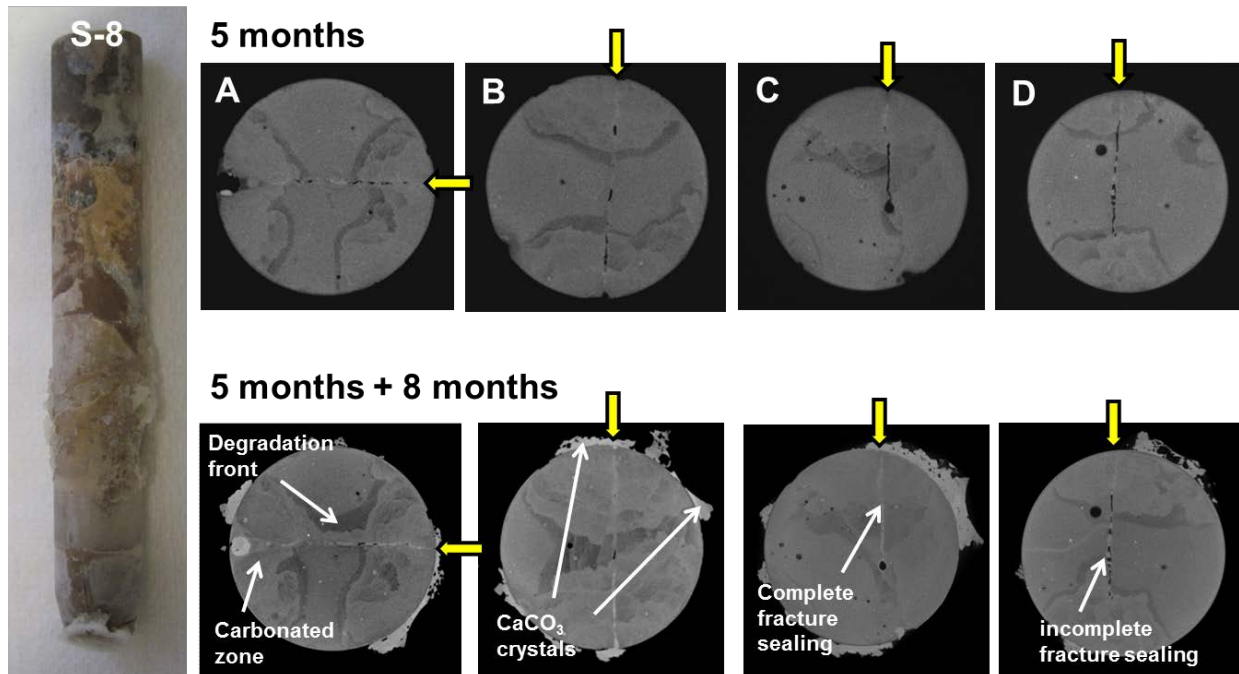 S-8
5 months
A
B
C
D
5 months + 8 months
Degradation
front
Carbonated
zone
CaCO₃
crystals
Complete
fracture
sealing
incomplete
fracture sealing